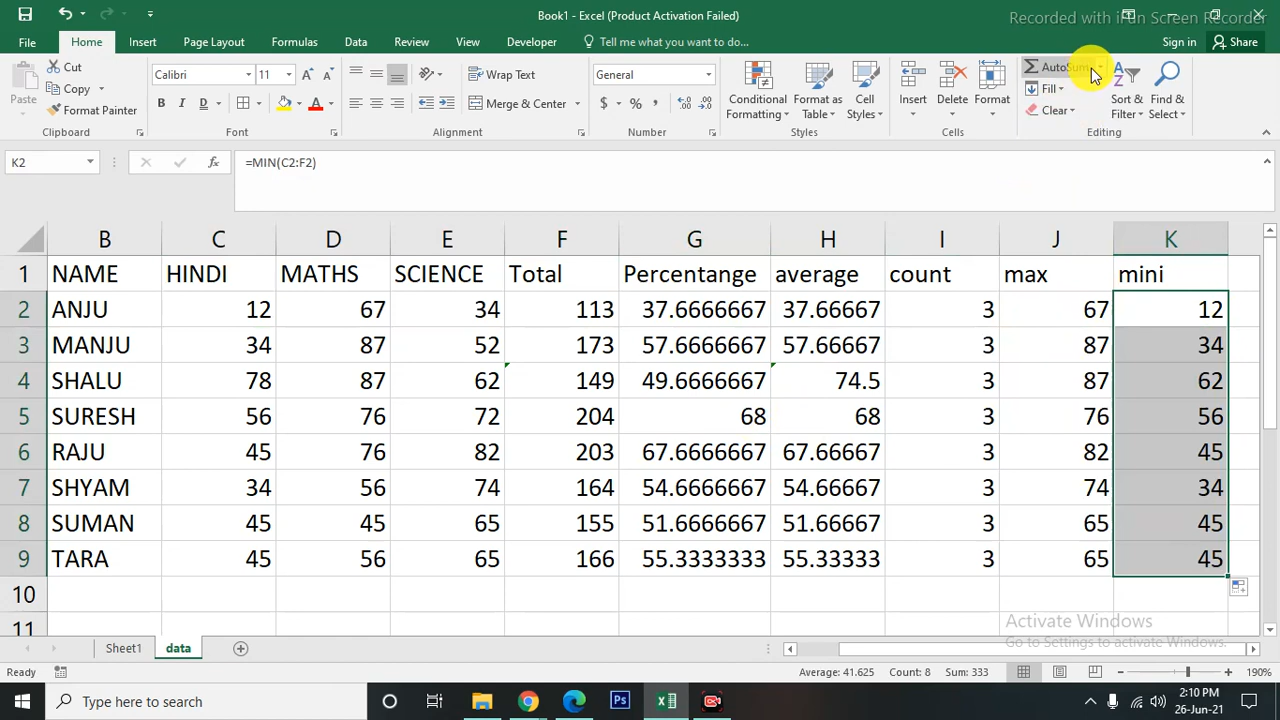 Book1 - Excel (Product Activation Failed)
Recorded with iFun Screen Recorder
File Home Insert Page Layout Formulas Data Review View Developer Tell me what you want to do... Sign in Share
Paste Cut Copy Format Painter Clipboard
Calibri 11 A A B I U A Font
Wrap Text Merge & Center Alignment
General $ % , Number
Conditional Formatting Format as Table Cell Styles Styles
Insert Delete Format Cells
AutoSum Fill Clear Sort & Filter Find & Select Editing
K2 fx =MIN(C2:F2)
B C D E F G H I J K
1 NAME HINDI MATHS SCIENCE Total Percentange average count max mini
2 ANJU 12 67 34 113 37.6666667 37.66667 3 67 12
3 MANJU 34 87 52 173 57.6666667 57.66667 3 87 34
4 SHALU 78 87 62 149 49.6666667 74.5 3 87 62
5 SURESH 56 76 72 204 68 68 3 76 56
6 RAJU 45 76 82 203 67.6666667 67.66667 3 82 45
7 SHYAM 34 56 74 164 54.6666667 54.66667 3 74 34
8 SUMAN 45 45 65 155 51.6666667 51.66667 3 65 45
9 TARA 45 56 65 166 55.3333333 55.33333 3 65 45
10
11
Activate Windows
Go to Settings to activate Windows.
Sheet1 data
Ready Average: 41.625 Count: 8 Sum: 333 190%
Type here to search Ps 2:10 PM
26-Jun-21